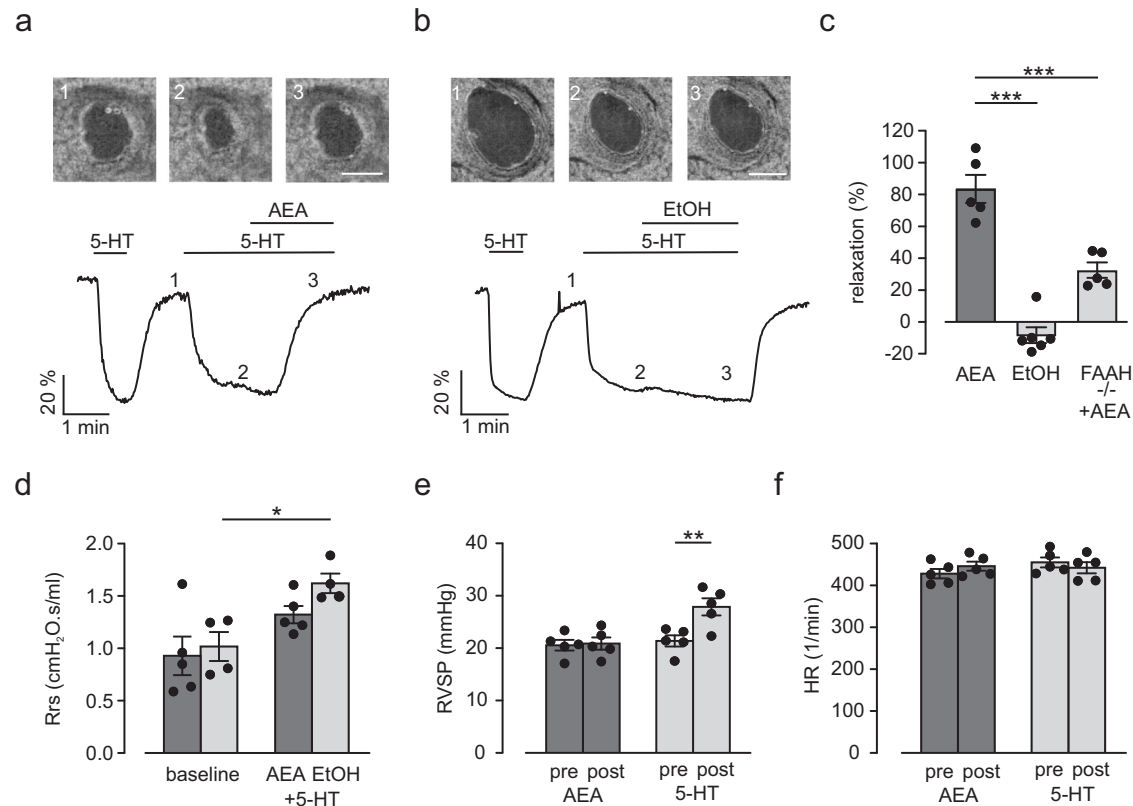 a
1
2
3
AEA
5-HT
5-HT
1
3
2
20 %
1 min
b
1
2
3
EtOH
5-HT
5-HT
1
2
3
20 %
1 min
c
***
***
120
100
80
60
40
20
0
-20
relaxation (%)
AEA
EtOH
FAAH
-/-
+AEA
d
*
2.0
1.5
1.0
0.5
0.0
Rrs (cmH₂O.s/ml)
baseline
AEA EtOH
+5-HT
e
**
40
30
20
10
0
RVSP (mmHg)
pre post
AEA
pre post
5-HT
f
500
400
300
200
100
0
HR (1/min)
pre post
AEA
pre post
5-HT